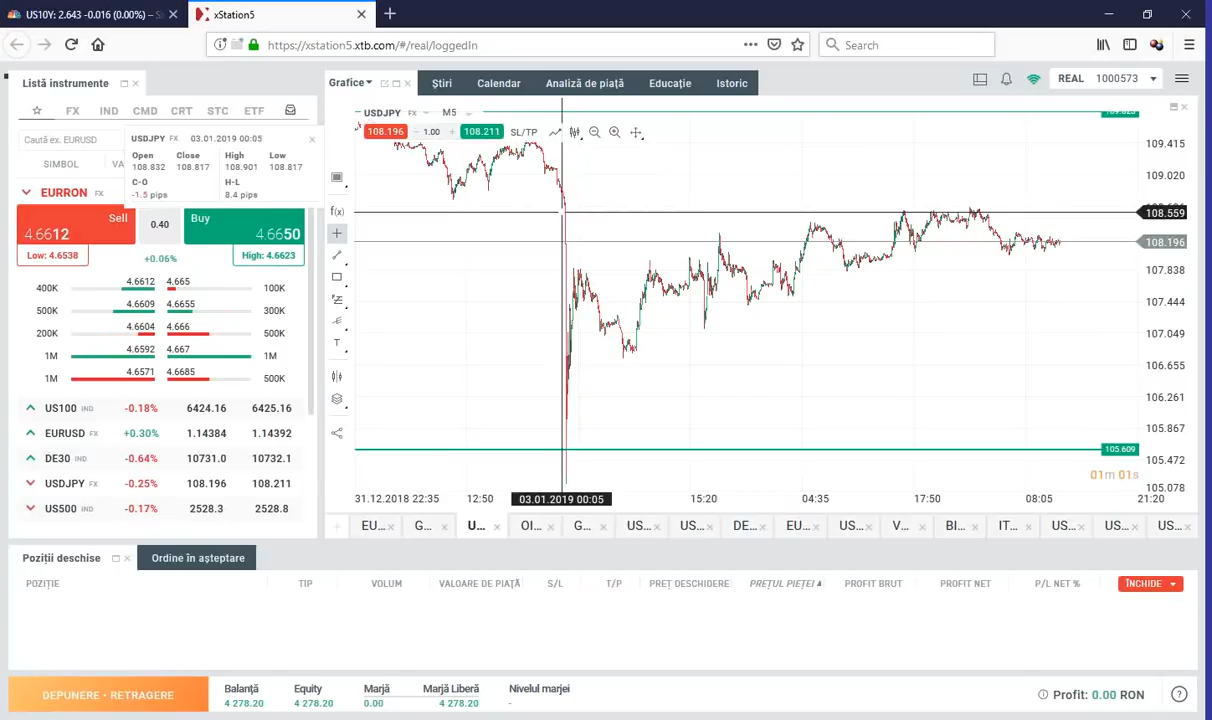 US10Y: 2.643 -0.016 (0.00%) –
xStation5
https://xstation5.xtb.com/#/real/loggedIn
Search
Listă instrumente
Grafice
Știri
Calendar
Analiză de piață
Educație
Istoric
REAL 1000573
FX IND CMD CRT STC ETF
Caută ex. EURUSD
SIMBOL VA
USDJPY FX 03.01.2019 00:05
Open Close High Low
108.832 108.817 108.901 108.817
C-O H-L
-1.5 pips 8.4 pips
EURRON FX
Sell 0.40 Buy
4.6612 4.6650
Low: 4.6538 +0.06% High: 4.6623
400K 4.6612 4.665 100K
500K 4.6609 4.6655 300K
200K 4.6604 4.666 500K
1M 4.6592 4.667 1M
1M 4.6571 4.6685 500K
US100 IND -0.18% 6424.16 6425.16
EURUSD FX +0.30% 1.14384 1.14392
DE30 IND -0.64% 10731.0 10732.1
USDJPY FX -0.25% 108.196 108.211
US500 IND -0.17% 2528.3 2528.8
USDJPY FX M5
108.196 1.00 108.211 SL/TP
f(x)
T
109.415
109.020
108.559
108.196
107.838
107.444
107.049
106.655
106.261
105.867
105.609
105.472
105.078
01m 01s
31.12.2018 22:35 12:50 03.01.2019 00:05 15:20 04:35 17:50 08:05 21:20
EU... G... U... OI... G... US... US... DE... EU... US... V... BI... IT... US... US... US...
Poziții deschise
Ordine în așteptare
POZIȚIE TIP VOLUM VALOARE DE PIAȚĂ S/L T/P PREȚ DESCHIDERE PREȚUL PIEȚEI PROFIT BRUT PROFIT NET P/L NET % ÎNCHIDE
DEPUNERE • RETRAGERE
Balanță Equity Marjă Marjă Liberă Nivelul marjei
4 278.20 4 278.20 0.00 4 278.20 -
Profit: 0.00 RON